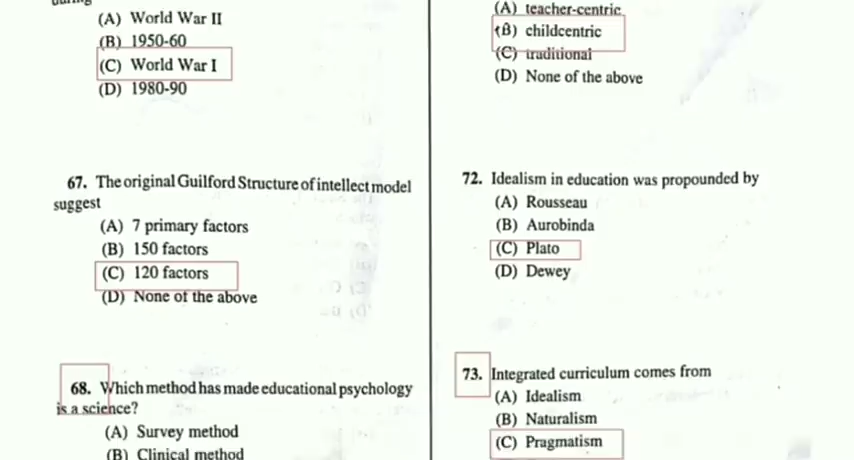 (A) World War II
(B) 1950-60
(C) World War I
(D) 1980-90
67. The original Guilford Structure of intellect model
suggest
(A) 7 primary factors
(B) 150 factors
(C) 120 factors
(D) None of the above
68. Which method has made educational psychology
is a science?
(A) Survey method
(B) Clinical method
(A) teacher-centric
(B) childcentric
(C) traditional
(D) None of the above
72. Idealism in education was propounded by
(A) Rousseau
(B) Aurobinda
(C) Plato
(D) Dewey
73. Integrated curriculum comes from
(A) Idealism
(B) Naturalism
(C) Pragmatism